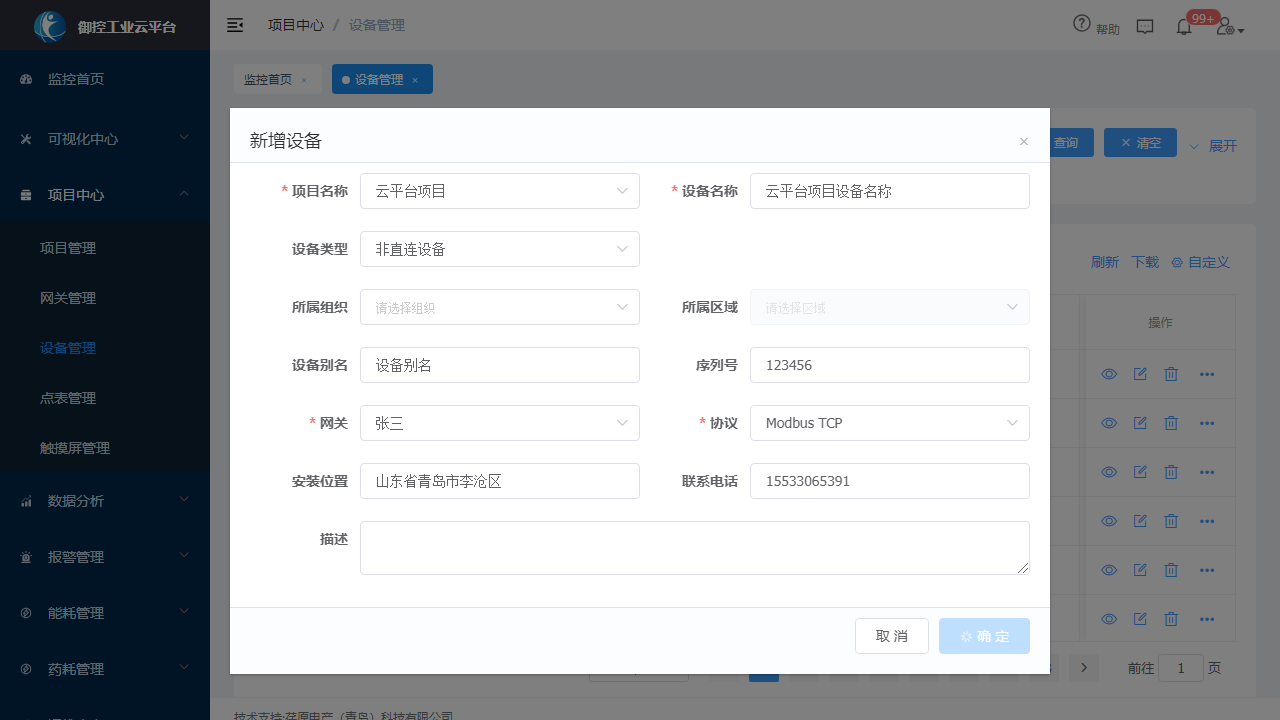 御控工业云平台
项目中心 / 设备管理
帮助
99+
监控首页
可视化中心
项目中心
项目管理
网关管理
设备管理
点表管理
触摸屏管理
数据分析
报警管理
能耗管理
药耗管理
监控首页 ×
设备管理 ×
查询
清空
展开
刷新 下载 自定义
操作
新增设备
* 项目名称 云平台项目
* 设备名称 云平台项目设备名称
设备类型 非直连设备
所属组织 请选择组织
所属区域 请选择区域
设备别名 设备别名
序列号 123456
* 网关 张三
* 协议 Modbus TCP
安装位置 山东省青岛市李沧区
联系电话 15533065391
描述
取 消
确 定
前往 1 页